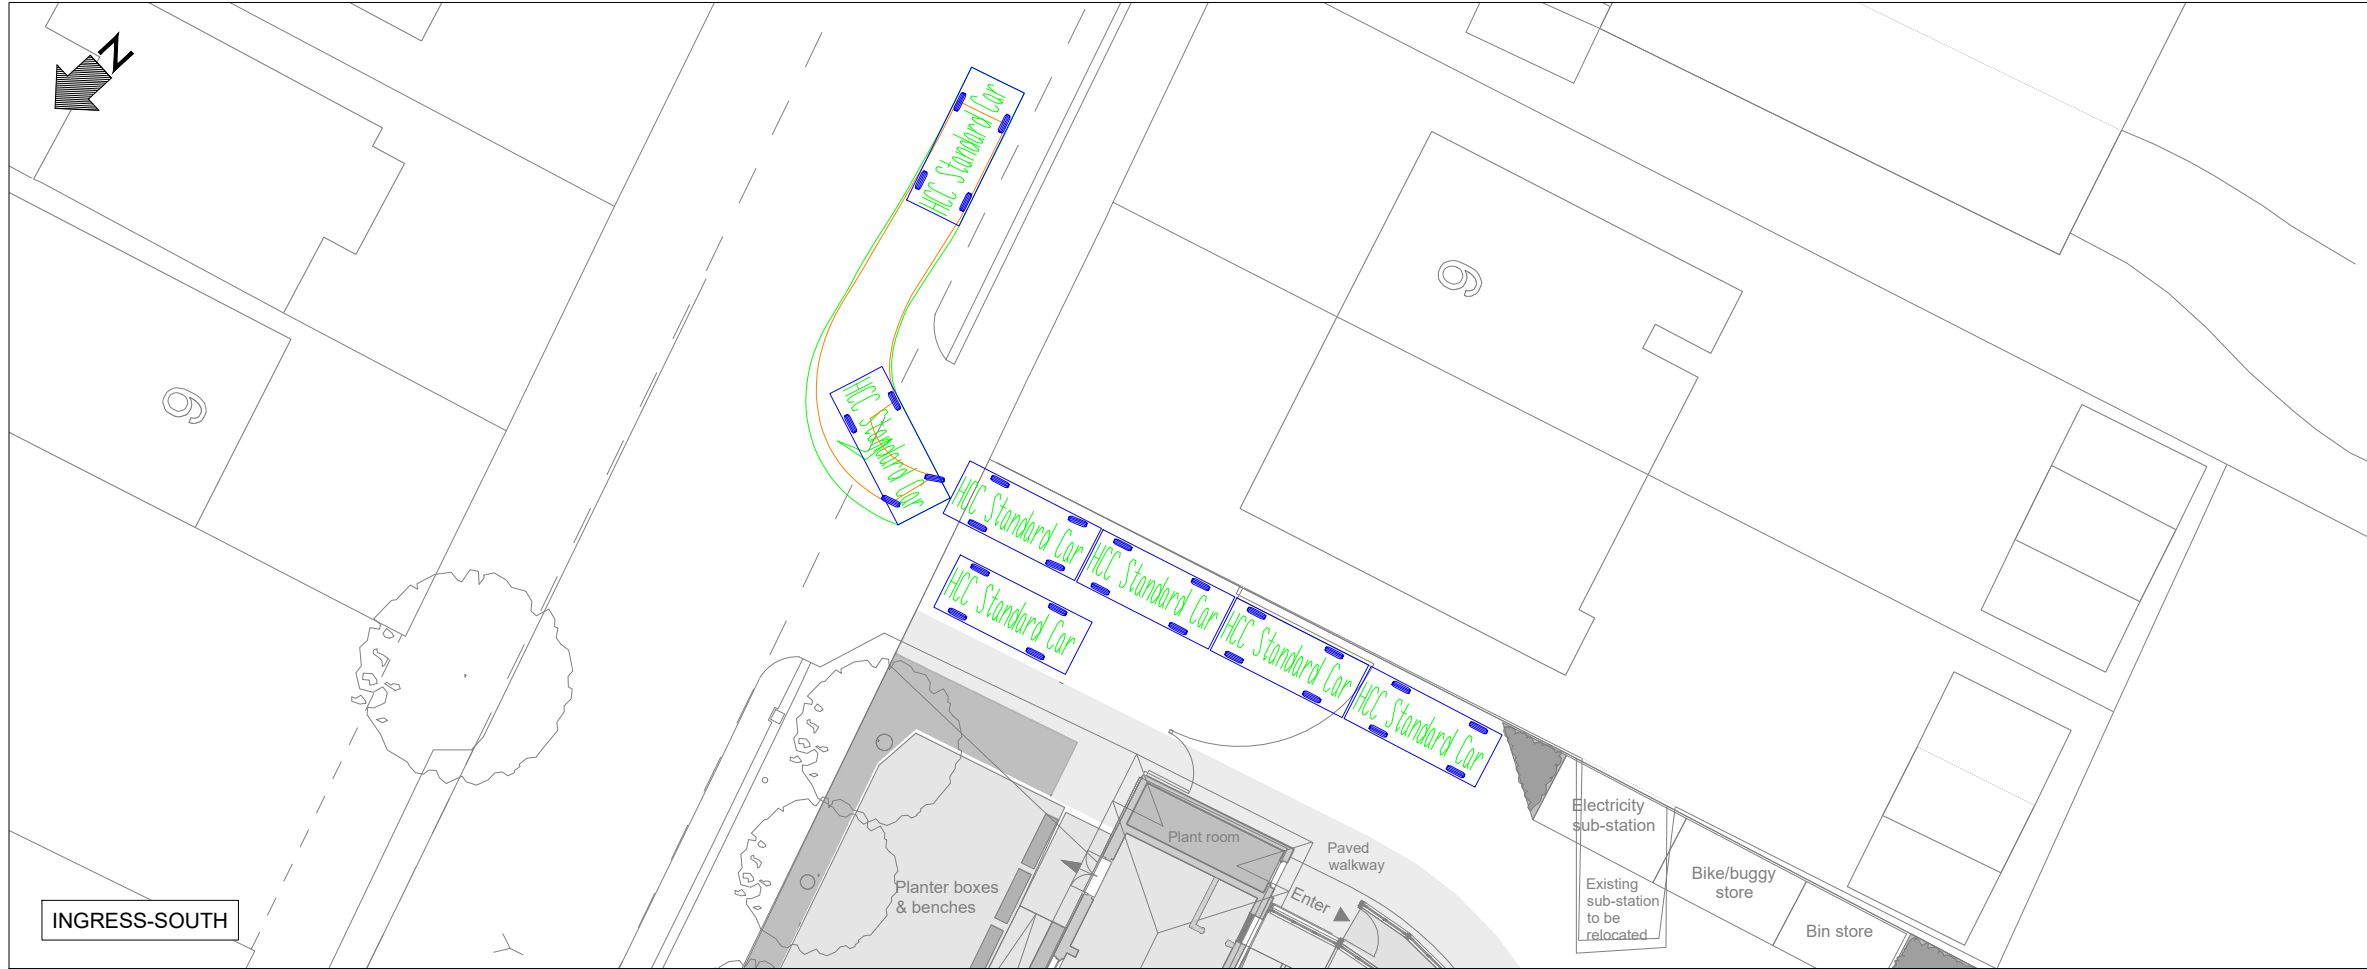 N
HCC Standard Car
9
9
HCC Standard Car
HCC Standard Car
HCC Standard Car
HCC Standard Car
HCC Standard Car
HCC Standard Car
Electricity
sub-station
Plant room
Paved
walkway
Bike/buggy
store
Planter boxes
& benches
Enter
Existing
sub-station
to be
relocated
Bin store
INGRESS-SOUTH